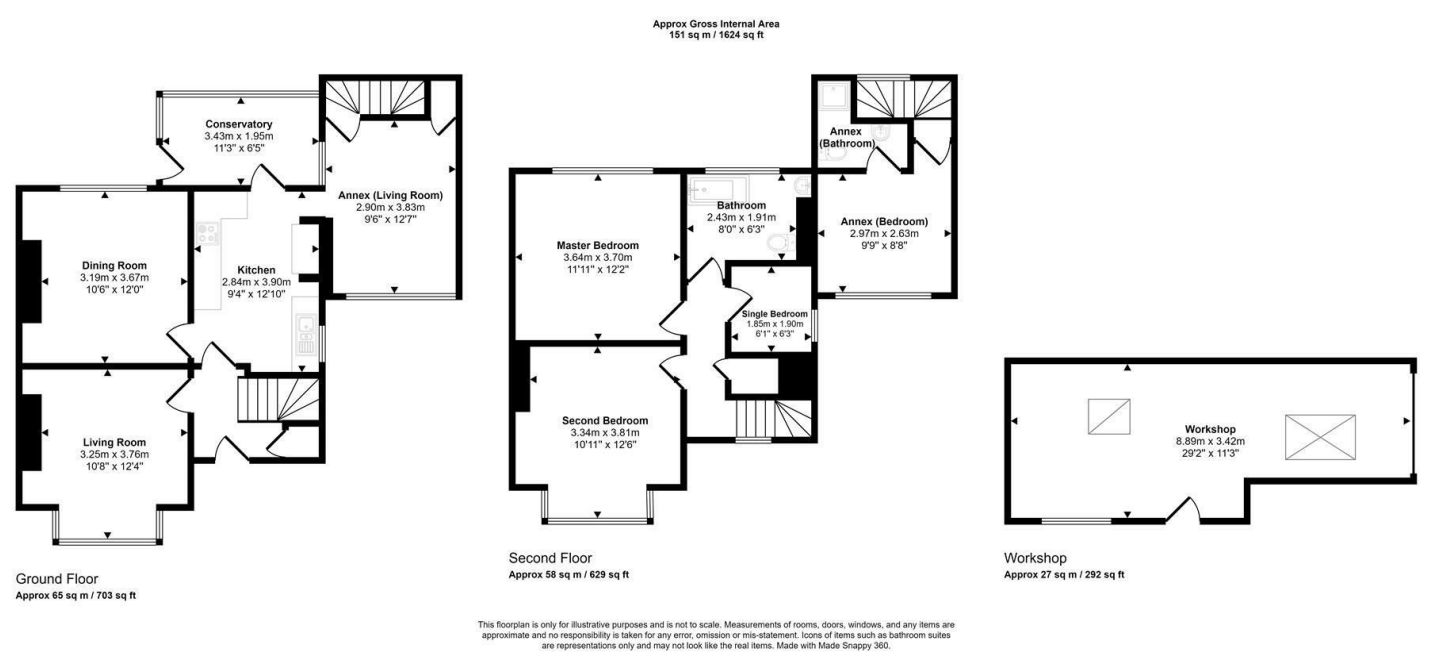 Approx Gross Internal Area
151 sq m / 1624 sq ft
Conservatory
3.43m x 1.95m
11'3" x 6'5"
Annex (Living Room)
2.90m x 3.83m
9'6" x 12'7"
Dining Room
3.19m x 3.67m
10'6" x 12'0"
Kitchen
2.84m x 3.90m
9'4" x 12'10"
Living Room
3.25m x 3.76m
10'8" x 12'4"
Ground Floor
Approx 65 sq m / 703 sq ft
Annex
(Bathroom)
Bathroom
2.43m x 1.91m
8'0" x 6'3"
Annex (Bedroom)
2.97m x 2.63m
9'9" x 8'8"
Master Bedroom
3.64m x 3.70m
11'11" x 12'2"
Single Bedroom
1.85m x 1.90m
6'1" x 6'3"
Second Bedroom
3.34m x 3.81m
10'11" x 12'6"
Second Floor
Approx 58 sq m / 629 sq ft
Workshop
8.89m x 3.42m
29'2" x 11'3"
Workshop
Approx 27 sq m / 292 sq ft
This floorplan is only for illustrative purposes and is not to scale. Measurements of rooms, doors, windows, and any items are
approximate and no responsibility is taken for any error, omission or mis-statement. Icons of items such as bathroom suites
are representations only and may not look like the real items. Made with Made Snappy 360.